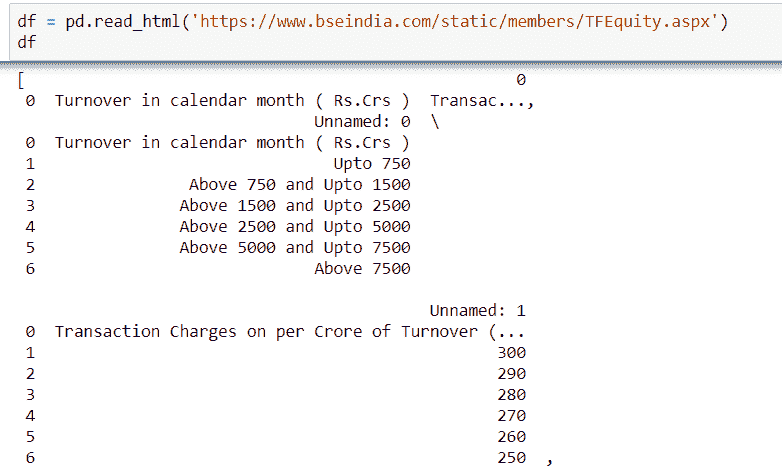 df = pd.read_html('https://www.bseindia.com/static/members/TFEquity.aspx')
df
[                                                   0
 0  Turnover in calendar month ( Rs.Crs )  Transac...,
                              Unnamed: 0  \
 0  Turnover in calendar month ( Rs.Crs )
 1                                Upto 750
 2                 Above 750 and Upto 1500
 3                Above 1500 and Upto 2500
 4                Above 2500 and Upto 5000
 5                Above 5000 and Upto 7500
 6                              Above 7500
                                          Unnamed: 1
 0  Transaction Charges on per Crore of Turnover (...
 1                                                300
 2                                                290
 3                                                280
 4                                                270
 5                                                260
 6                                                250  ,